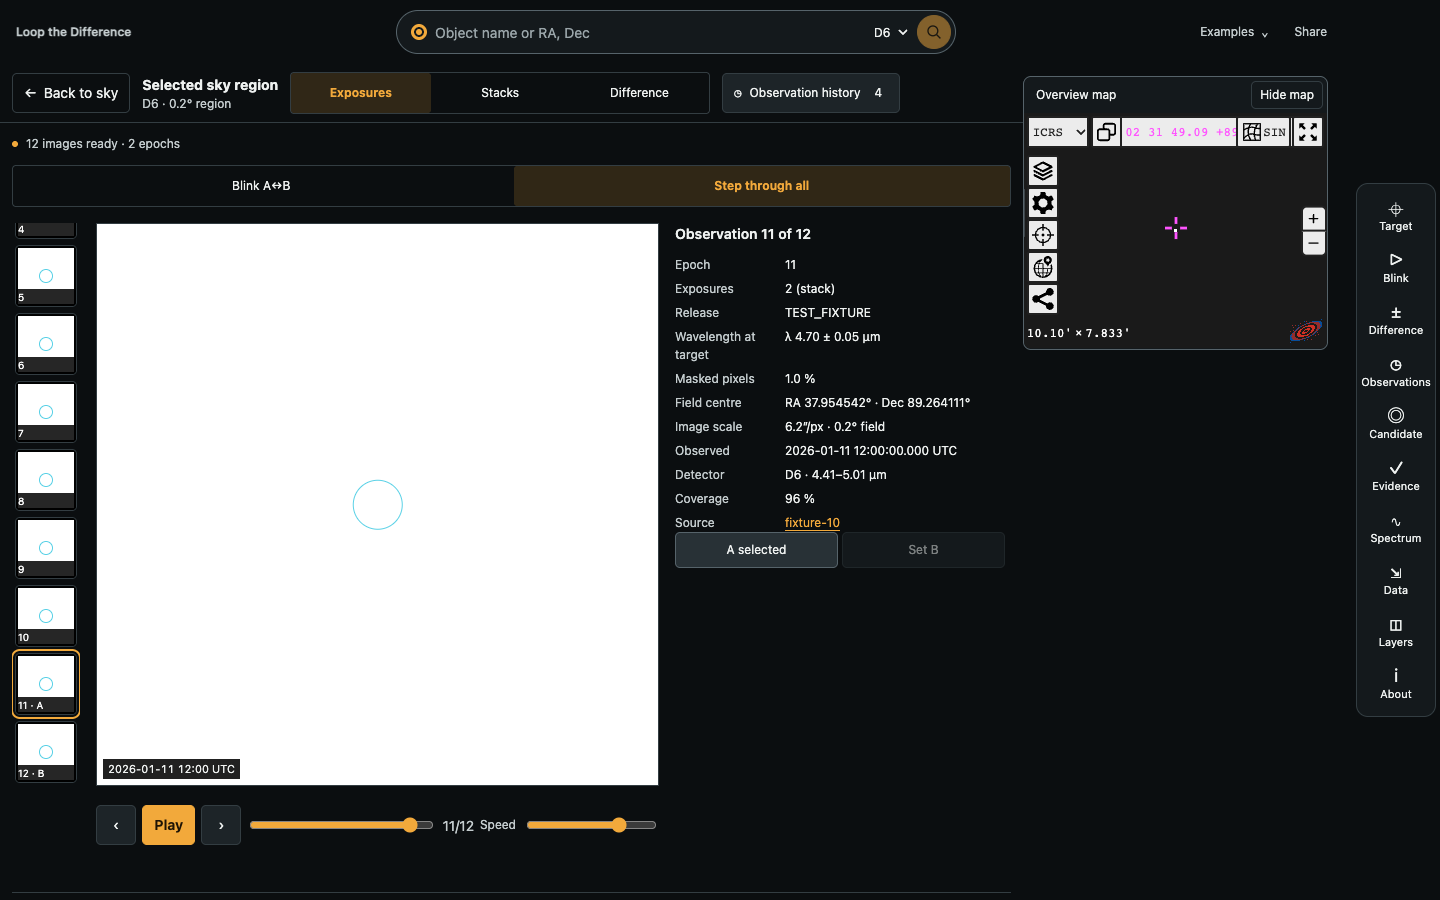 Loop the Difference
Object name or RA, Dec
D6
Examples
Share
← Back to sky
Selected sky region
D6 · 0.2° region
Exposures
Stacks
Difference
Observation history 4
12 images ready · 2 epochs
Blink A↔B
Step through all
4
5
6
7
8
9
10
11 · A
12 · B
2026-01-11 12:00 UTC
‹
Play
›
11/12 Speed
Observation 11 of 12
Epoch 11
Exposures 2 (stack)
Release TEST_FIXTURE
Wavelength at target λ 4.70 ± 0.05 µm
Masked pixels 1.0 %
Field centre RA 37.954542° · Dec 89.264111°
Image scale 6.2″/px · 0.2° field
Observed 2026-01-11 12:00:00.000 UTC
Detector D6 · 4.41–5.01 µm
Coverage 96 %
Source fixture-10
A selected
Set B
Overview map
Hide map
ICRS
02 31 49.09 +89
SIN
+
−
10.10' × 7.833'
Target
Blink
± 
Difference
Observations
Candidate
Evidence
Spectrum
Data
Layers
i
About